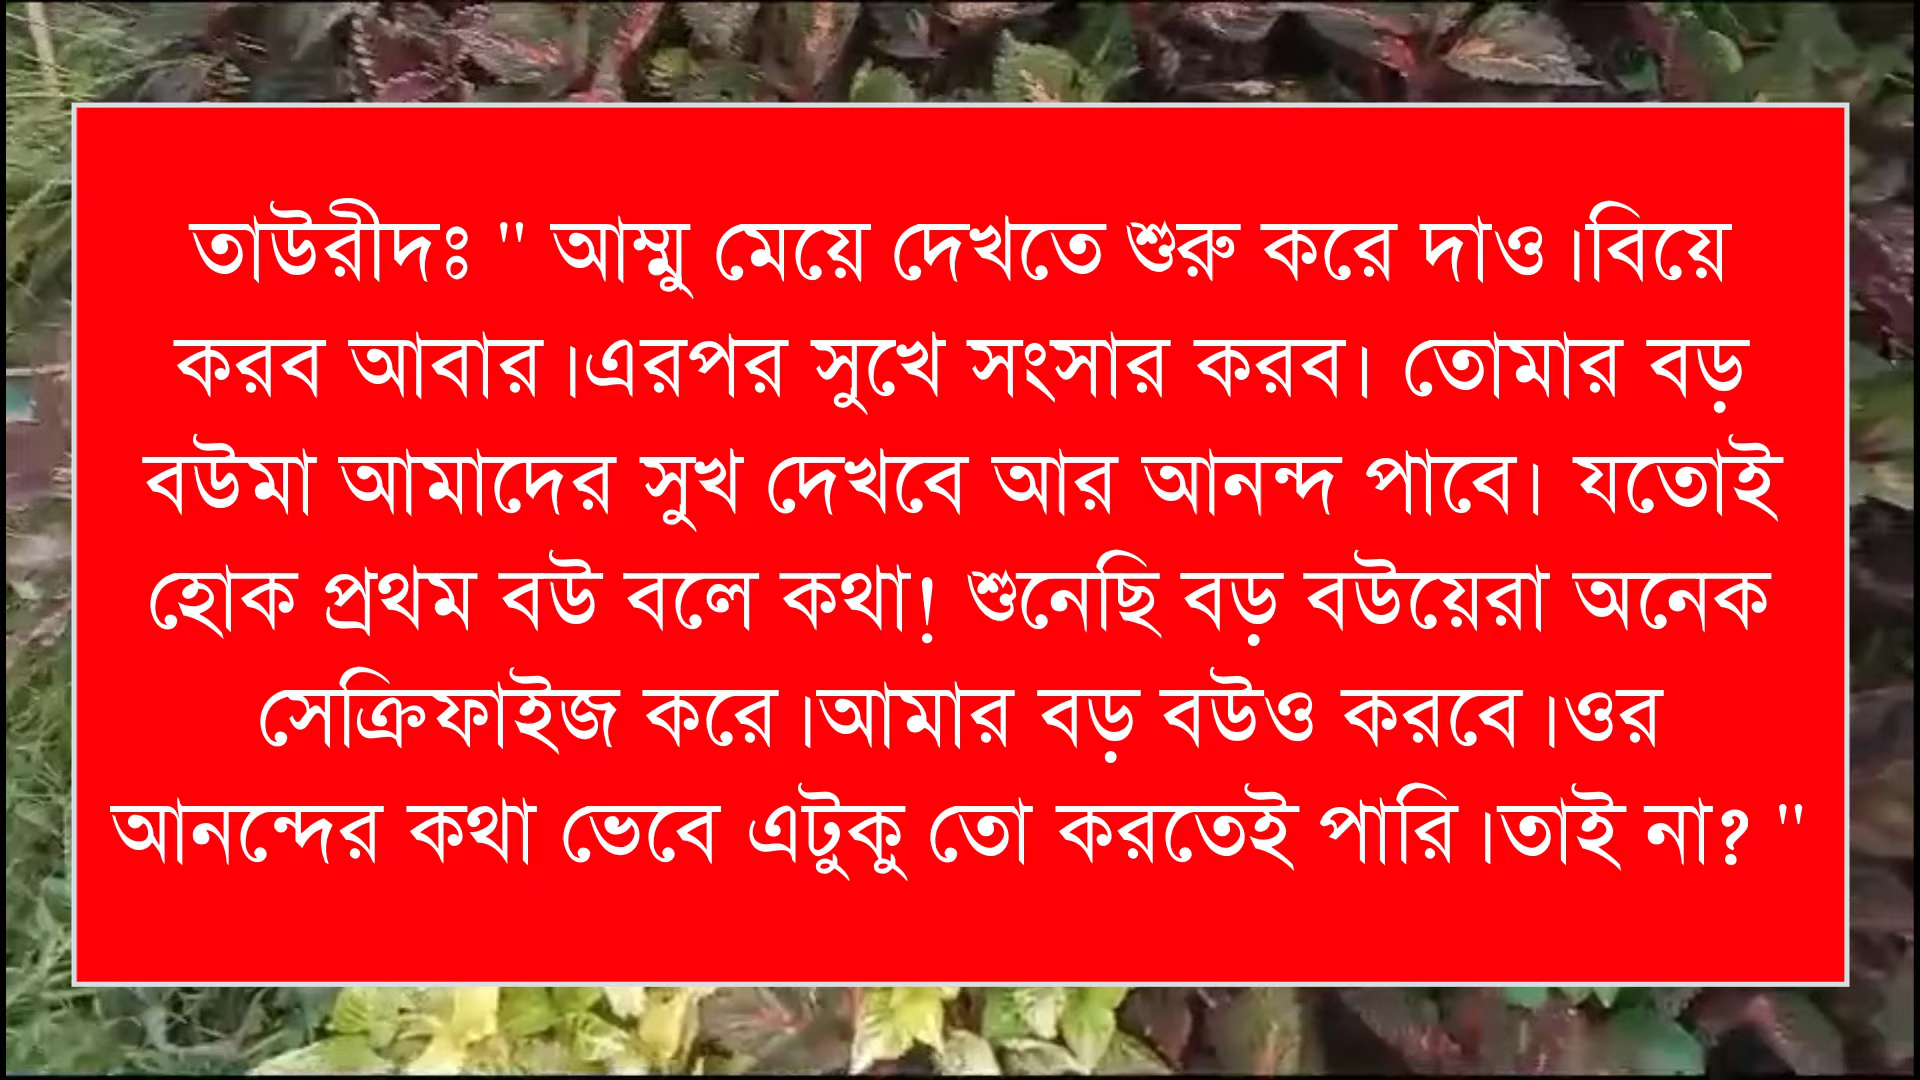 তাউরীদঃ " আম্মু মেয়ে দেখতে শুরু করে দাও।বিয়ে
করব আবার।এরপর সুখে সংসার করব। তোমার বড়
বউমা আমাদের সুখ দেখবে আর আনন্দ পাবে। যতোই
হোক প্রথম বউ বলে কথা! শুনেছি বড় বউয়েরা অনেক
সেক্রিফাইজ করে।আমার বড় বউও করবে।ওর
আনন্দের কথা ভেবে এটুকু তো করতেই পারি।তাই না? "